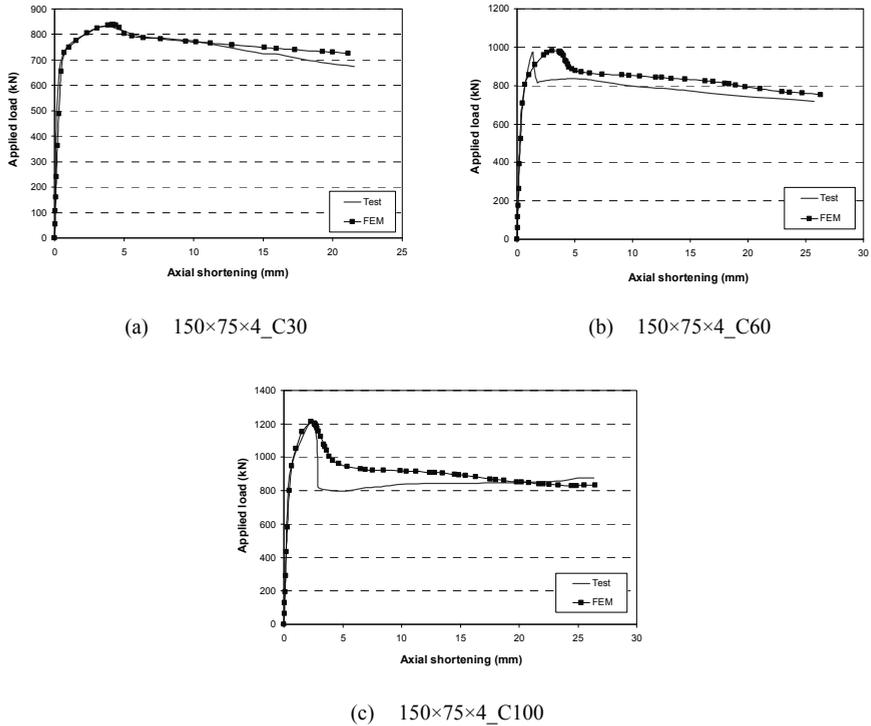 900
800
700
600
500
400
300
200
100
0
Applied load (kN)
0 5 10 15 20 25
Axial shortening (mm)
Test
FEM
(a) 150×75×4_C30
1200
1000
800
600
400
200
0
Applied load (kN)
0 5 10 15 20 25 30
Axial shortening (mm)
Test
FEM
(b) 150×75×4_C60
1400
1200
1000
800
600
400
200
0
Applied load (kN)
0 5 10 15 20 25 30
Axial shortening (mm)
Test
FEM
(c) 150×75×4_C100